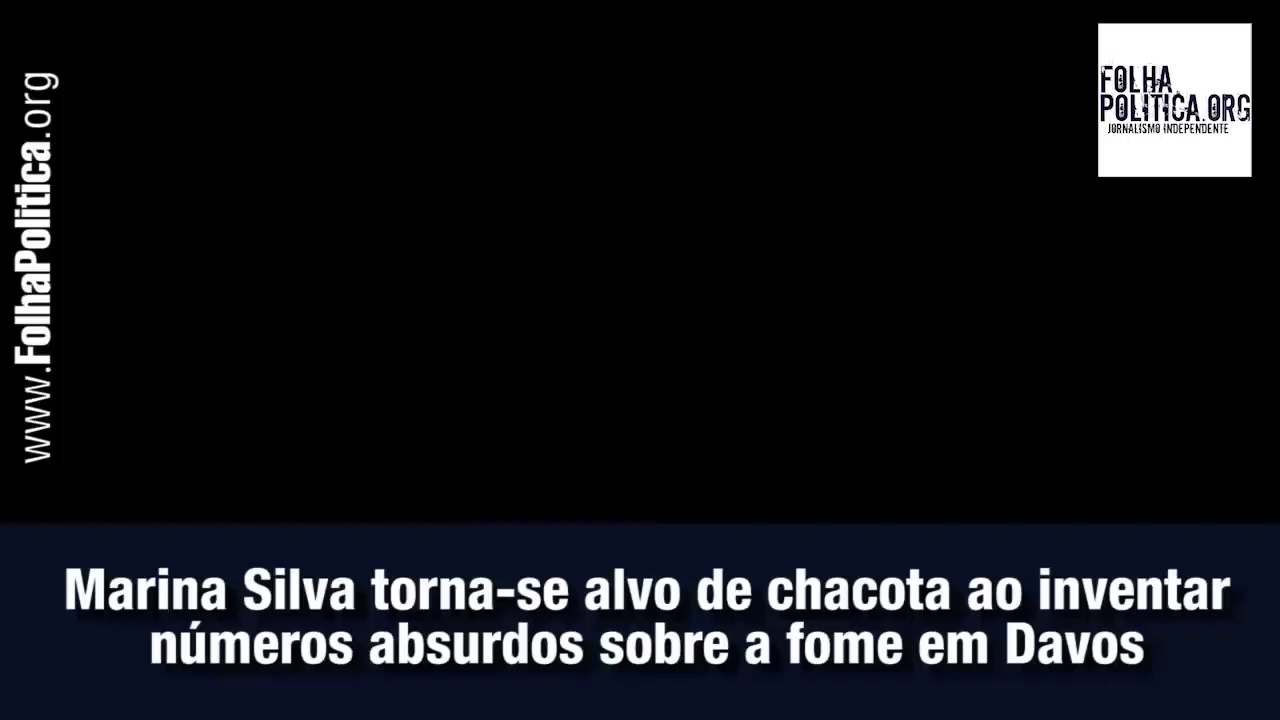 www.FolhaPolitica.org
FOLHA
POLITICA.ORG
JORNALISMO INDEPENDENTE
Marina Silva torna-se alvo de chacota ao inventar
números absurdos sobre a fome em Davos